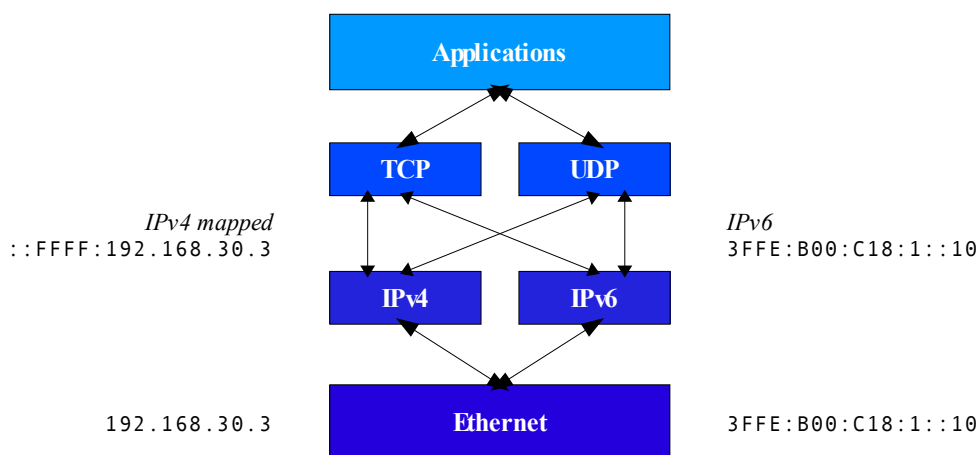 Applications
TCP
UDP
IPv4 mapped
::FFFF:192.168.30.3
IPv6
3FFE:B00:C18:1::10
IPv4
IPv6
192.168.30.3
Ethernet
3FFE:B00:C18:1::10